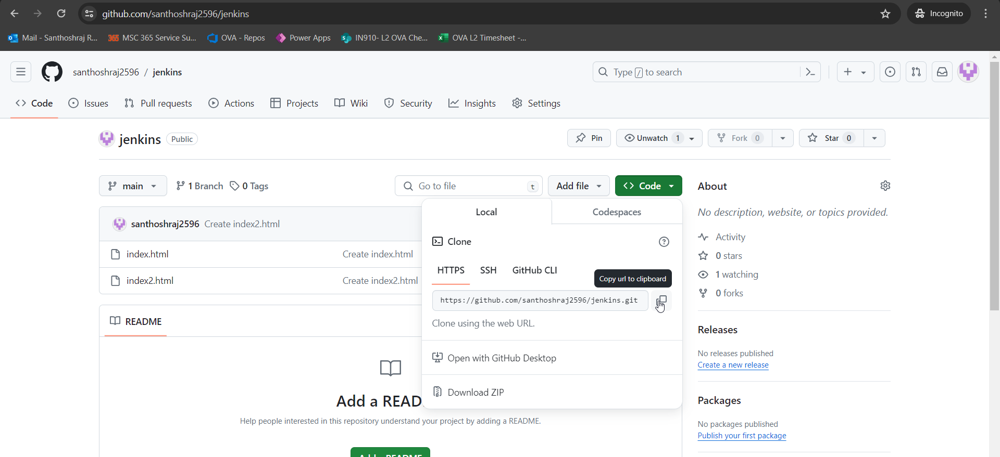 github.com/santhoshraj2596/jenkins
Incognito
Mail - Santhoshraj R...
365 MSC 365 Service Su...
OVA - Repos
Power Apps
IN910- L2 OVA Che...
OVA L2 Timesheet -...
santhoshraj2596 / jenkins
Type / to search
Code
Issues
Pull requests
Actions
Projects
Wiki
Security
Insights
Settings
jenkins Public
Pin
Unwatch 1
Fork 0
Star 0
main
1 Branch
0 Tags
Go to file t
Add file
Code
santhoshraj2596 Create index2.html
index.html Create index.html
index2.html Create index2.html
README
Help people interested in this repository understand your project by adding a README.
Local
Codespaces
Clone
HTTPS
SSH
GitHub CLI
Copy url to clipboard
https://github.com/santhoshraj2596/jenkins.git
Clone using the web URL.
Open with GitHub Desktop
Download ZIP
About
No description, website, or topics provided.
Activity
0 stars
1 watching
0 forks
Releases
No releases published
Create a new release
Packages
No packages published
Publish your first package
Add a READ